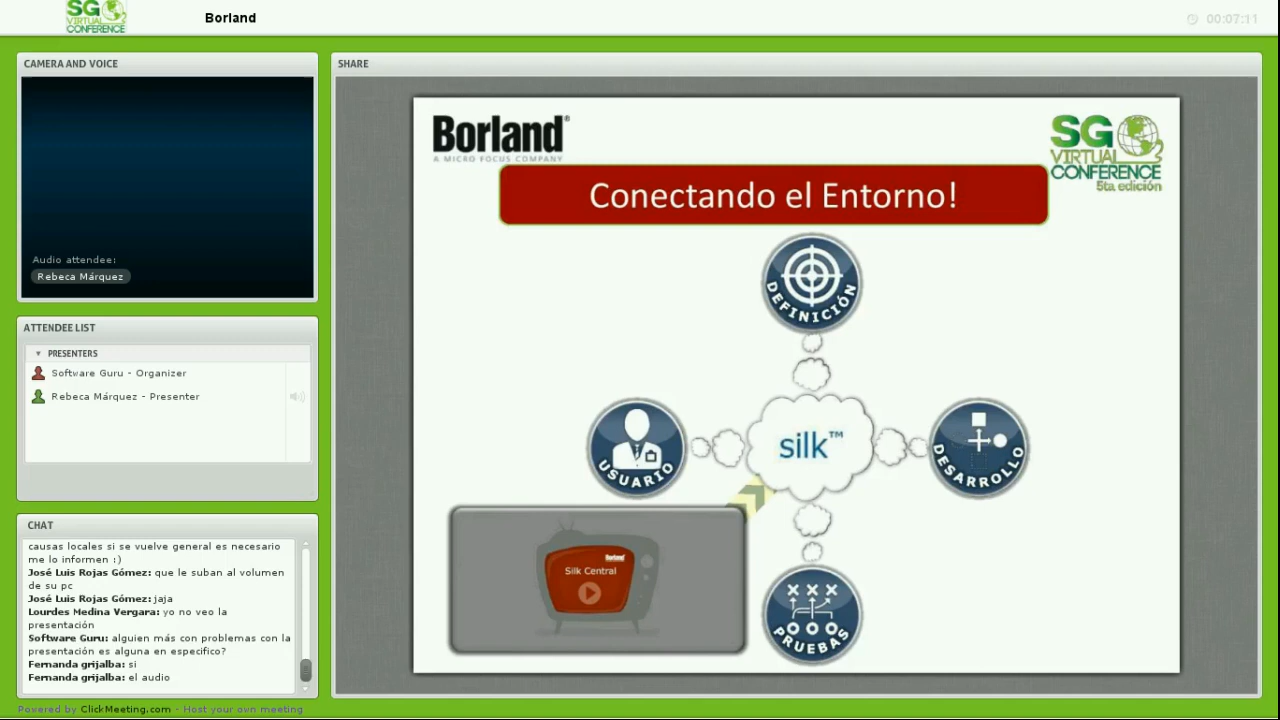 SG
VIRTUAL
CONFERENCE
Borland
00:07:11
CAMERA AND VOICE
Audio attendee:
Rebeca Márquez
ATTENDEE LIST
PRESENTERS
Software Guru - Organizer
Rebeca Márquez - Presenter
CHAT
causas locales si se vuelve general es necesario
me lo informen :)
José Luis Rojas Gómez: que le suban al volumen
de su pc
José Luis Rojas Gómez: jaja
Lourdes Medina Vergara: yo no veo la
presentación
Software Guru: alguien más con problemas con la
presentación es alguna en especifico?
Fernanda grijalba: si
Fernanda grijalba: el audio
Powered by ClickMeeting.com - Host your own meeting
SHARE
Borland®
A MICRO FOCUS COMPANY
SG
VIRTUAL
CONFERENCE
5ta edición
Conectando el Entorno!
DEFINICIÓN
USUARIO
silk™
DESARROLLO
Borland
Silk Central
PRUEBAS